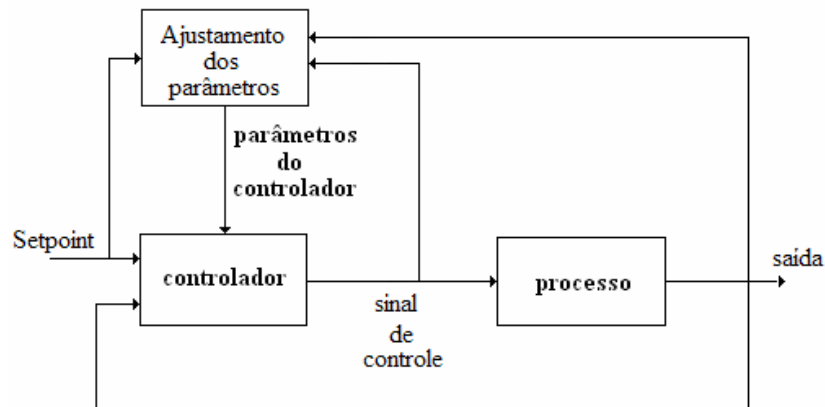 Ajustamento
dos
parâmetros
parâmetros
do
controlador
Setpoint
controlador
sinal
de
controle
processo
saída